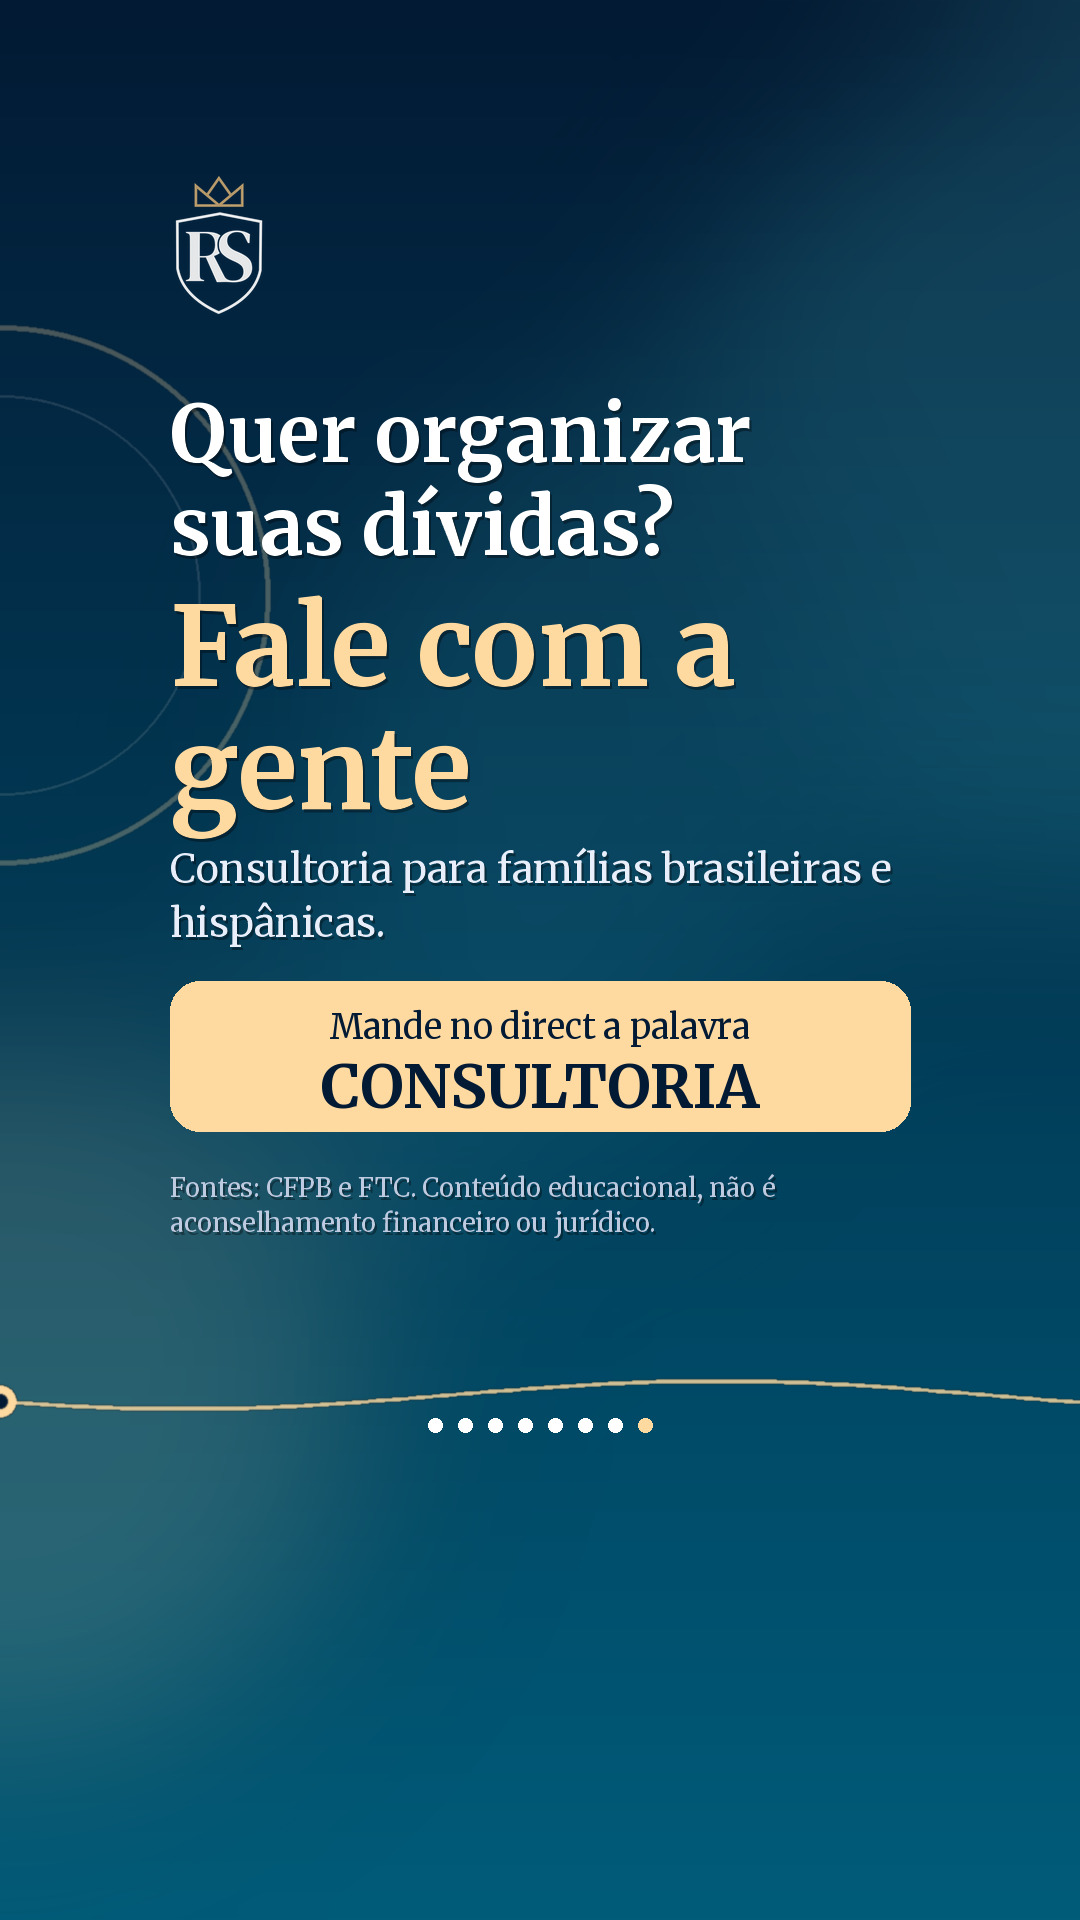 RS
Quer organizar
suas dívidas?
Fale com a
gente
Consultoria para famílias brasileiras e
hispânicas.
Mande no direct a palavra
CONSULTORIA
Fontes: CFPB e FTC. Conteúdo educacional, não é
aconselhamento financeiro ou jurídico.